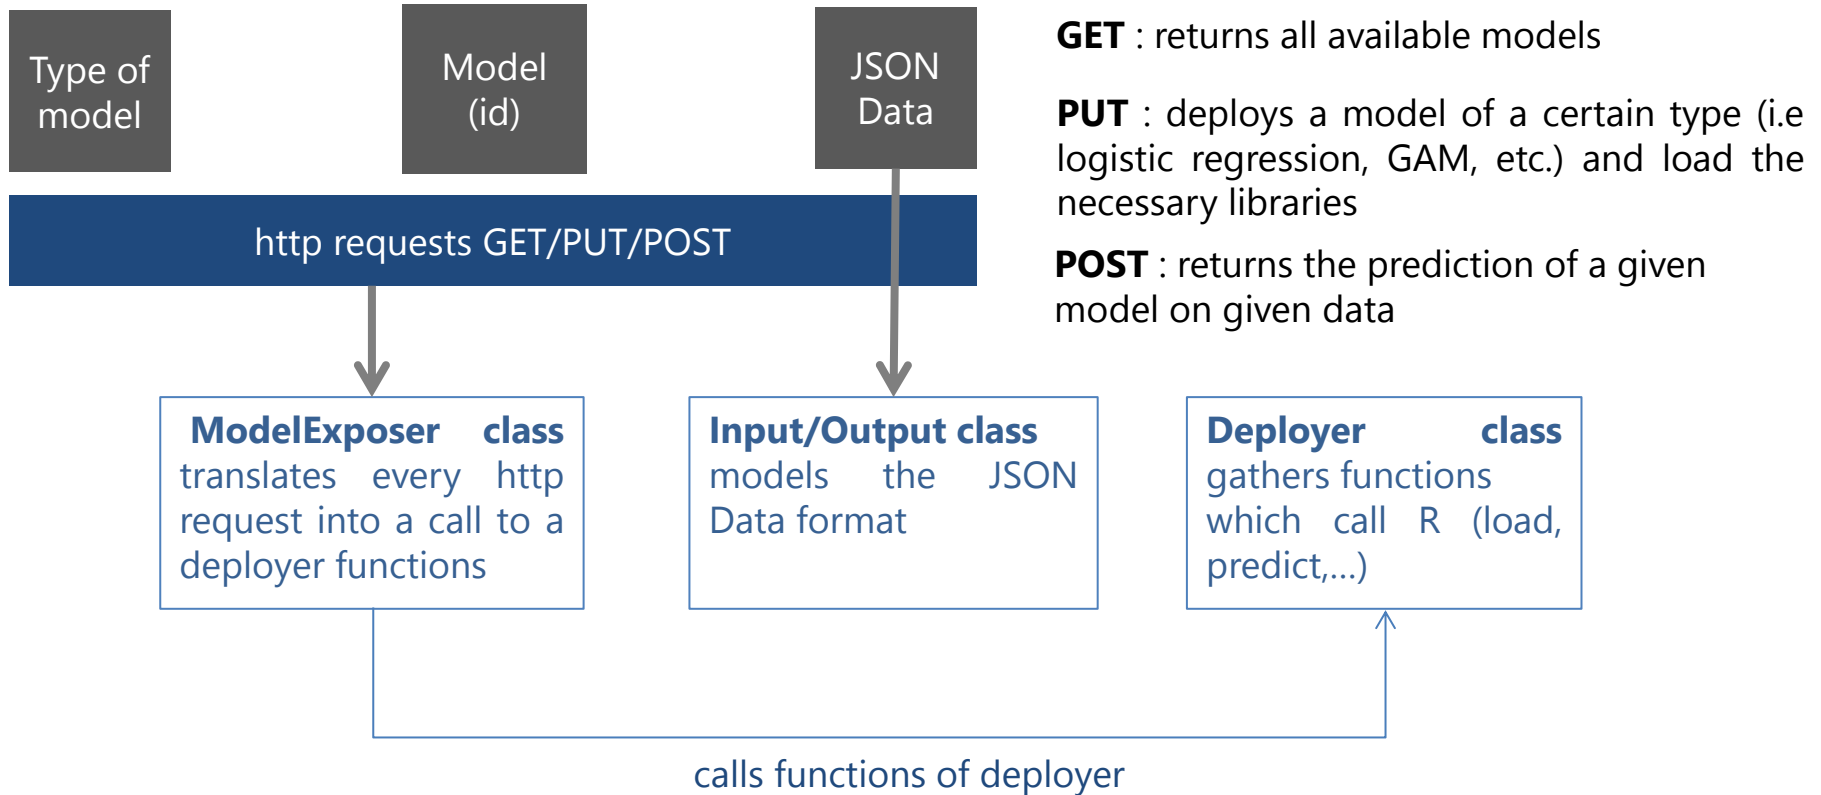 Type of
model
Model
(id)
JSON
Data
http requests GET/PUT/POST
GET : returns all available models
PUT : deploys a model of a certain type (i.e
logistic regression, GAM, etc.) and load the
necessary libraries
POST : returns the prediction of a given
model on given data
ModelExposer class
translates every http
request into a call to a
deployer functions
Input/Output class
models the JSON
Data format
Deployer class
gathers functions
which call R (load,
predict,...)
calls functions of deployer